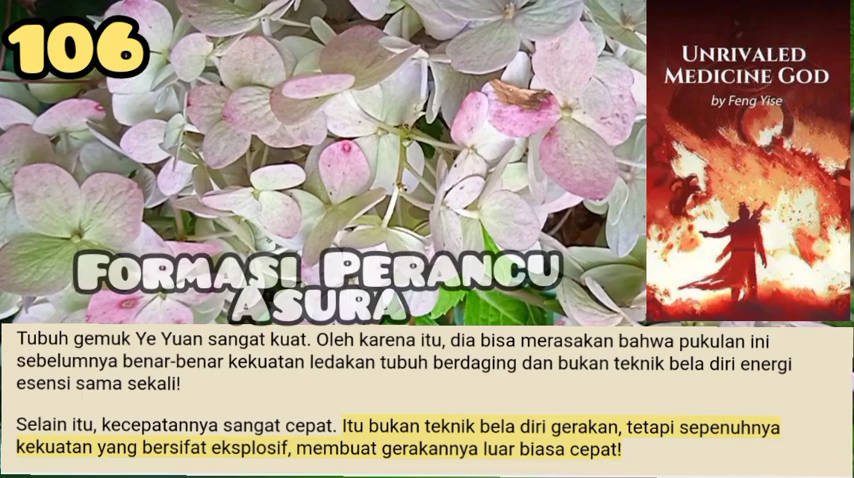 106
UNRIVALED
MEDICINE GOD
by Feng Yise
FORMASI PERANCU
ASURA
Tubuh gemuk Ye Yuan sangat kuat. Oleh karena itu, dia bisa merasakan bahwa pukulan ini
sebelumnya benar-benar kekuatan ledakan tubuh berdaging dan bukan teknik bela diri energi
esensi sama sekali!
Selain itu, kecepatannya sangat cepat. Itu bukan teknik bela diri gerakan, tetapi sepenuhnya
kekuatan yang bersifat eksplosif, membuat gerakannya luar biasa cepat!